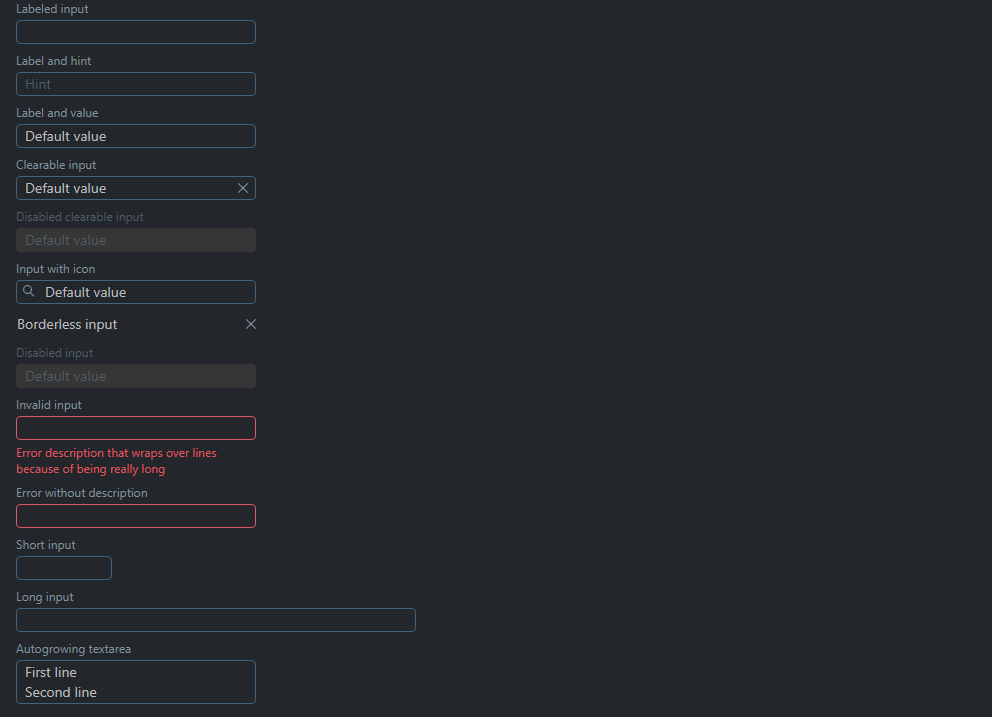 Labeled input
Label and hint
Hint
Label and value
Default value
Clearable input
Default value
Disabled clearable input
Default value
Input with icon
Default value
Borderless input
Disabled input
Default value
Invalid input
Error description that wraps over lines
because of being really long
Error without description
Short input
Long input
Autogrowing textarea
First line
Second line